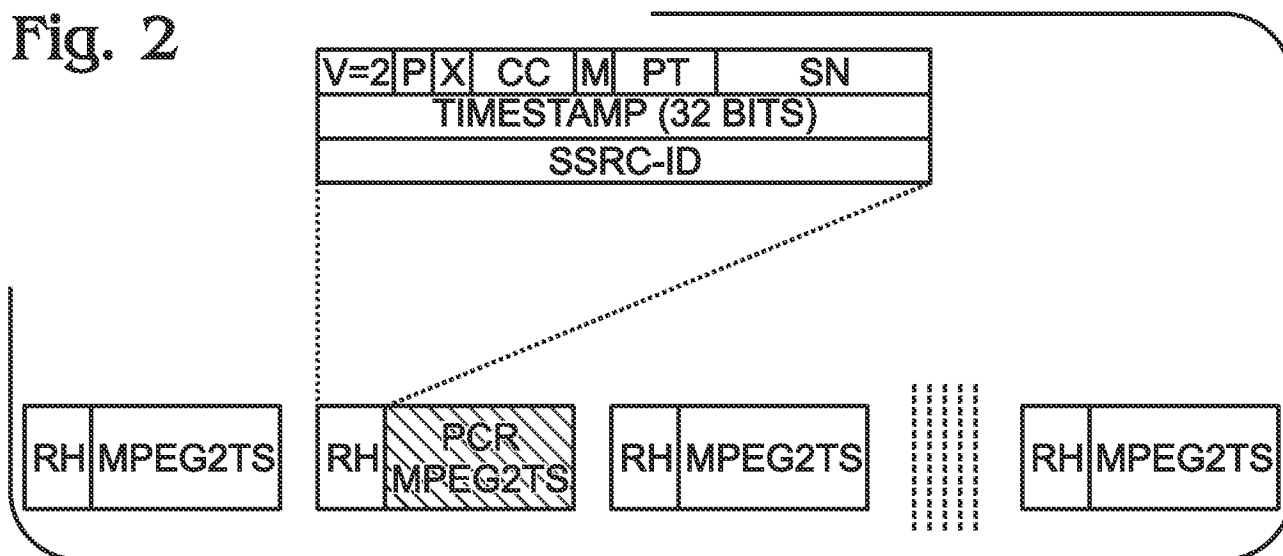 Fig. 2
V=2 P X CC M PT SN
TIMESTAMP (32 BITS)
SSRC-ID
RH MPEG2TS RH PCR MPEG2TS RH MPEG2TS RH MPEG2TS